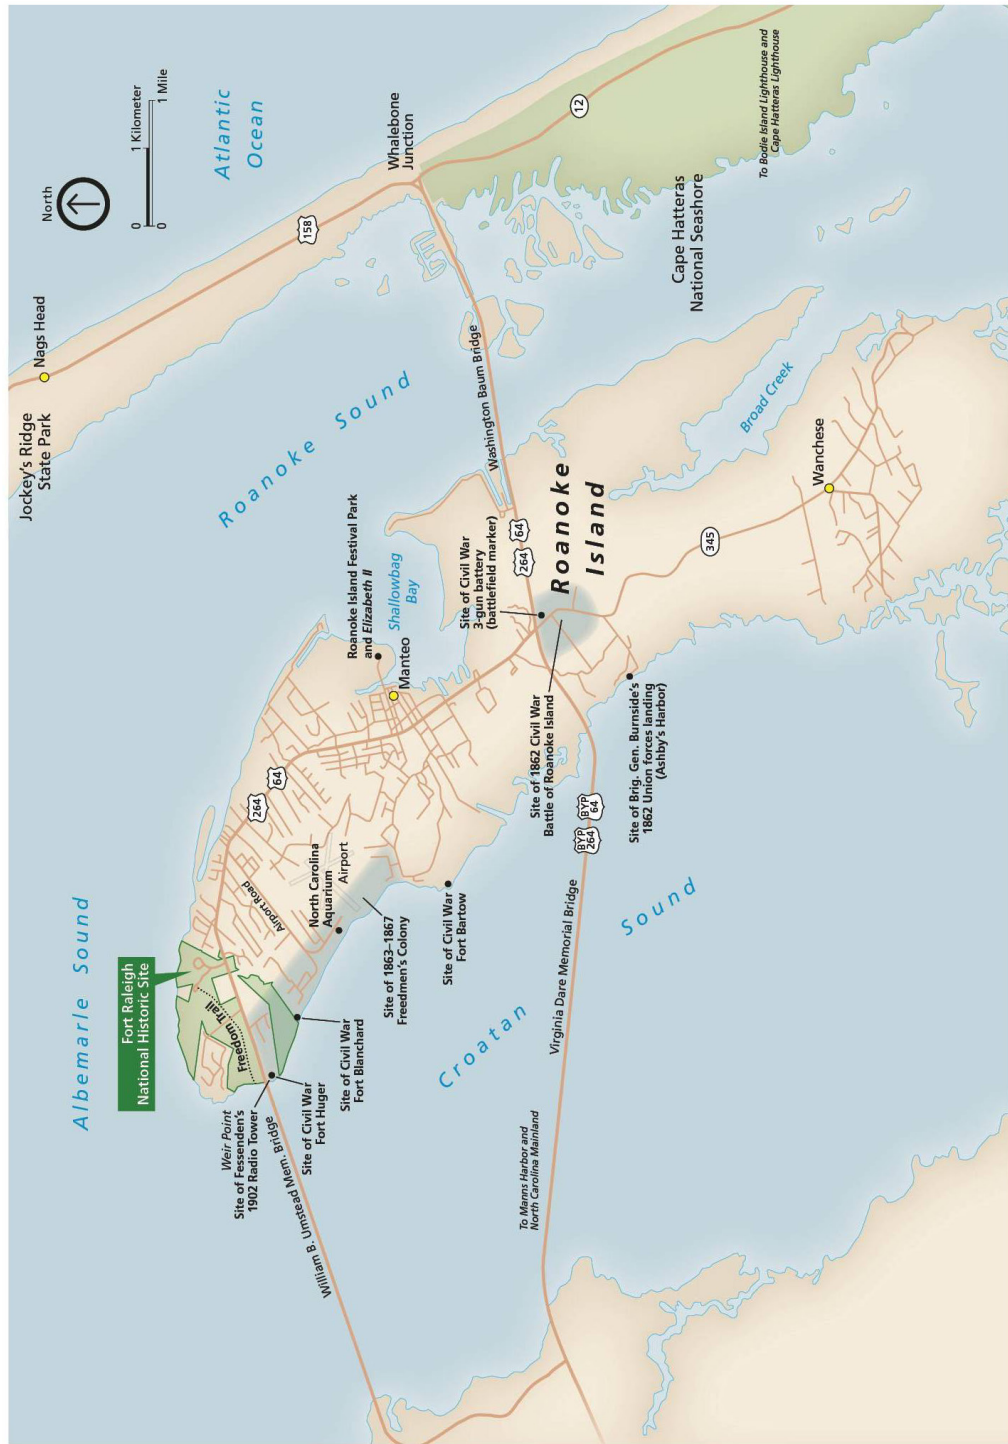 North
0
1 Kilometer
0
1 Mile
Atlantic
Ocean
Albemarle Sound
Jockey's Ridge
State Park
Nags Head
158
Whalebone
Junction
12
To Bodie Island Lighthouse and
Cape Hatteras Lighthouse
Cape Hatteras
National Seashore
Roanoke Sound
Washington Baum Bridge
Broad Creek
Fort Raleigh
National Historic Site
Freedom Trail
Weir Point
Site of Fessenden's
1902 Radio Tower
Site of Civil War
Fort Huger
Site of Civil War
Fort Blanchard
William B. Umstead Mem. Bridge
Airport Road
264
64
North Carolina
Aquarium
Airport
Site of 1863–1867
Freedmen's Colony
Site of Civil War
Fort Bartow
Roanoke Island Festival Park
and Elizabeth II
Shallowbag
Bay
Manteo
Site of Civil War
3-gun battery
(battlefield marker)
264
64
Roanoke
Island
Site of 1862 Civil War
Battle of Roanoke Island
345
Wanchese
Site of Brig. Gen. Burnside's
1862 Union forces landing
(Ashby's Harbor)
BYP
264
BYP
64
Croatan Sound
Virginia Dare Memorial Bridge
To Manns Harbor and
North Carolina Mainland